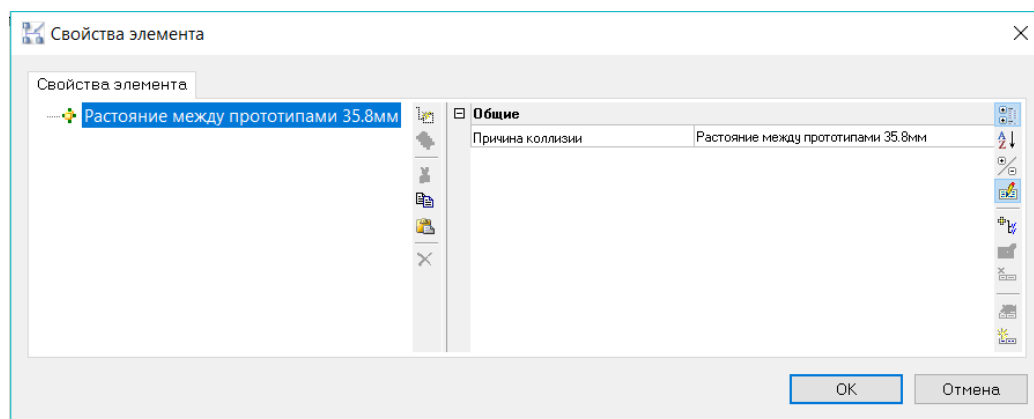 Свойства элемента
Свойства элемента
Растояние между прототипами 35.8мм
Общие
Причина коллизии Растояние между прототипами 35.8мм
OK Отмена